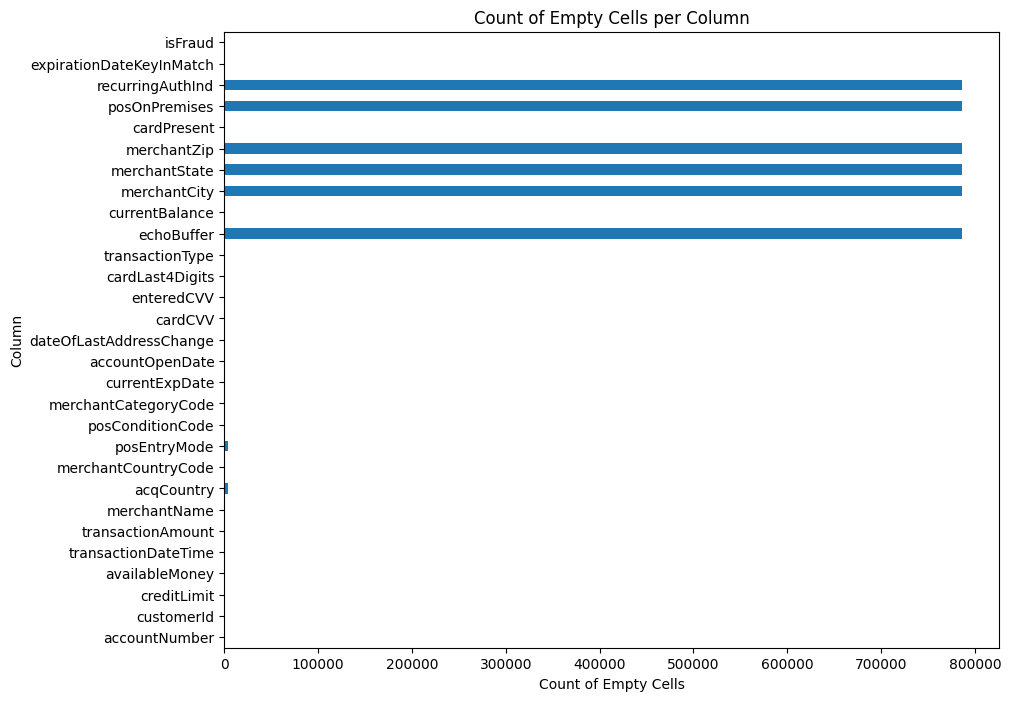 Count of Empty Cells per Column
isFraud
expirationDateKeyInMatch
recurringAuthInd
posOnPremises
cardPresent
merchantZip
merchantState
merchantCity
currentBalance
echoBuffer
transactionType
cardLast4Digits
enteredCVV
cardCVV
dateOfLastAddressChange
accountOpenDate
currentExpDate
merchantCategoryCode
posConditionCode
posEntryMode
merchantCountryCode
acqCountry
merchantName
transactionAmount
transactionDateTime
availableMoney
creditLimit
customerId
accountNumber
Column
0 100000 200000 300000 400000 500000 600000 700000 800000
Count of Empty Cells